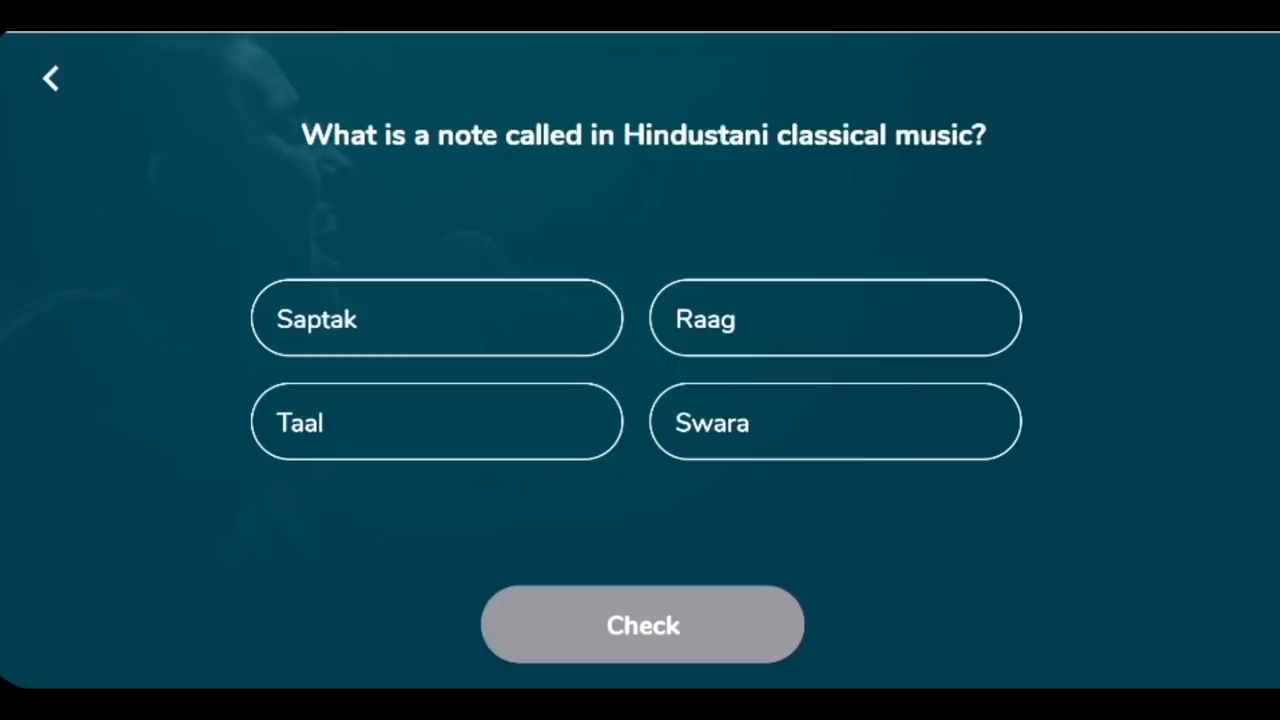 What is a note called in Hindustani classical music?
Saptak
Raag
Taal
Swara
Check